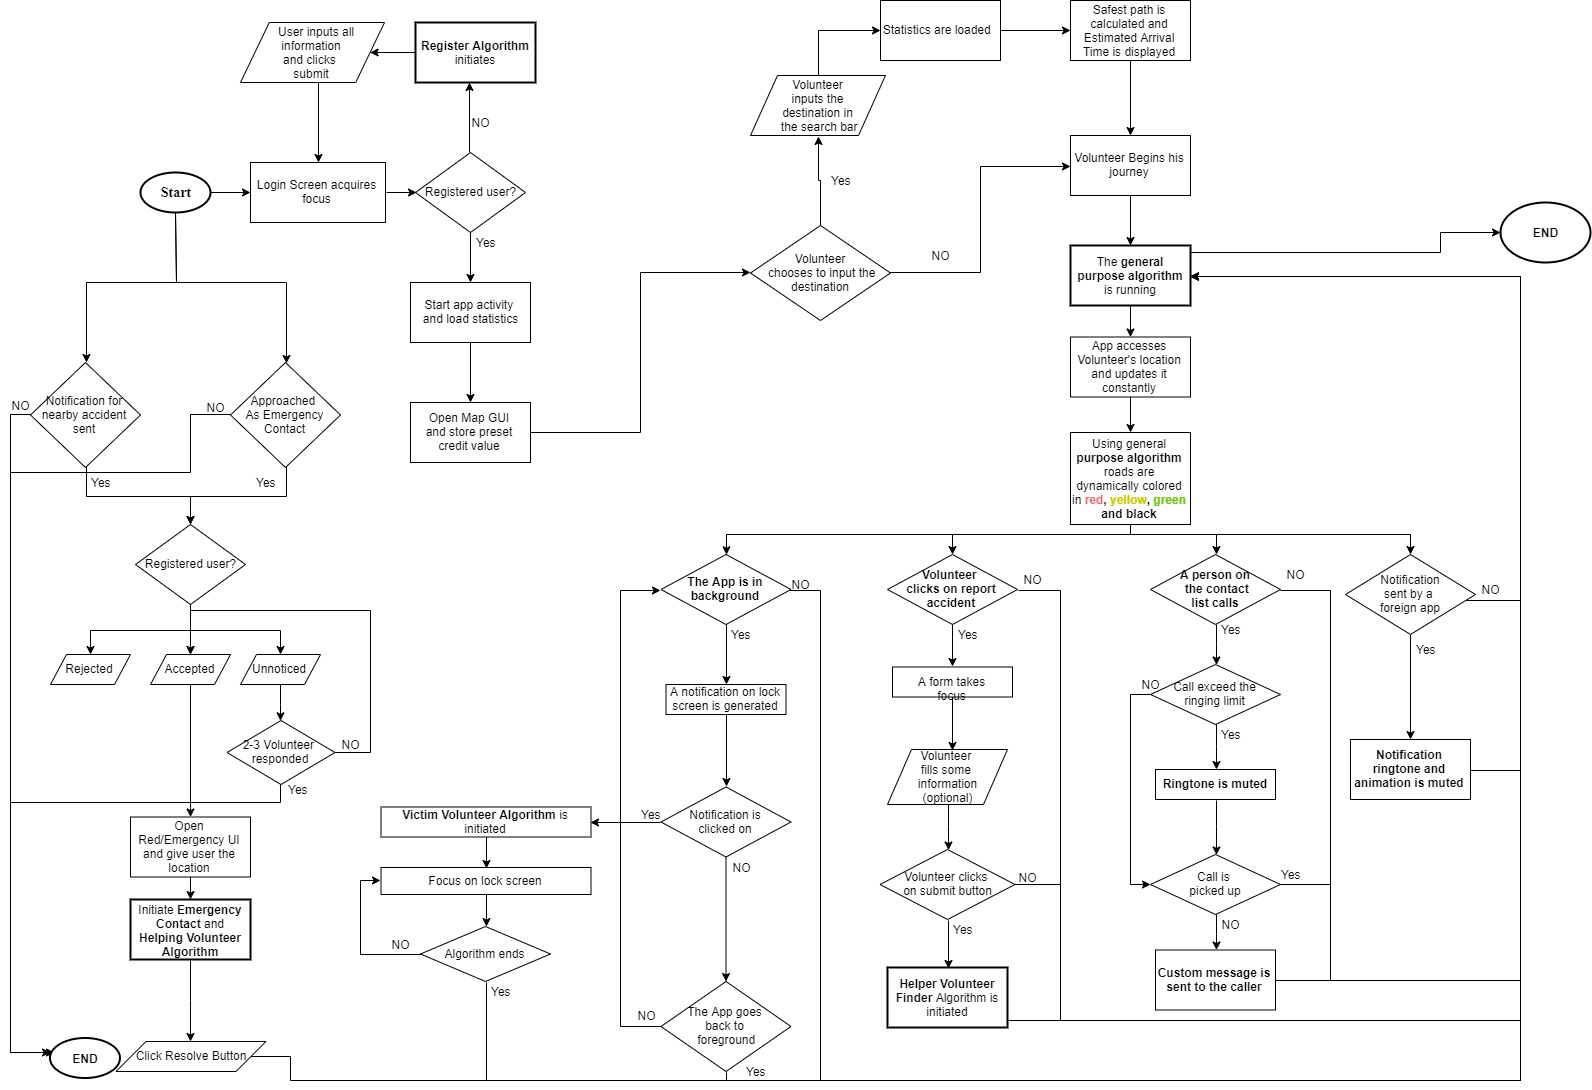 User inputs all
information
and clicks
submit
Register Algorithm
initiates
NO
Start
Login Screen acquires
focus
Registered user?
Yes
Start app activity
and load statistics
Open Map GUI
and store preset
credit value
Statistics are loaded
Safest path is
calculated and
Estimated Arrival
Time is displayed
Volunteer
inputs the
destination in
the search bar
Yes
Volunteer
chooses to input the
destination
NO
Volunteer Begins his
journey
The general
purpose algorithm
is running
END
App accesses
Volunteer's location
and updates it
constantly
Using general
purpose algorithm
roads are
dynamically colored
in red, yellow, green
and black
NO
Notification for
nearby accident
sent
Yes
NO
Approached
As Emergency
Contact
Yes
Registered user?
Rejected
Accepted
Unnoticed
2-3 Volunteer
responded
NO
Yes
Open
Red/Emergency UI
and give user the
location
Initiate Emergency
Contact and
Helping Volunteer
Algorithm
END
Click Resolve Button
The App is in
background
NO
Yes
A notification on lock
screen is generated
Notification is
clicked on
Yes
NO
Victim Volunteer Algorithm is
initiated
Focus on lock screen
Algorithm ends
NO
Yes
The App goes
back to
foreground
NO
Yes
Volunteer
clicks on report
accident
NO
Yes
A form takes
focus
Volunteer
fills some
information
(optional)
Volunteer clicks
on submit button
NO
Yes
Helper Volunteer
Finder Algorithm is
initiated
A person on
the contact
list calls
NO
Yes
Call exceed the
ringing limit
NO
Yes
Ringtone is muted
Call is
picked up
Yes
NO
Custom message is
sent to the caller
Notification
sent by a
foreign app
NO
Yes
Notification
ringtone and
animation is muted